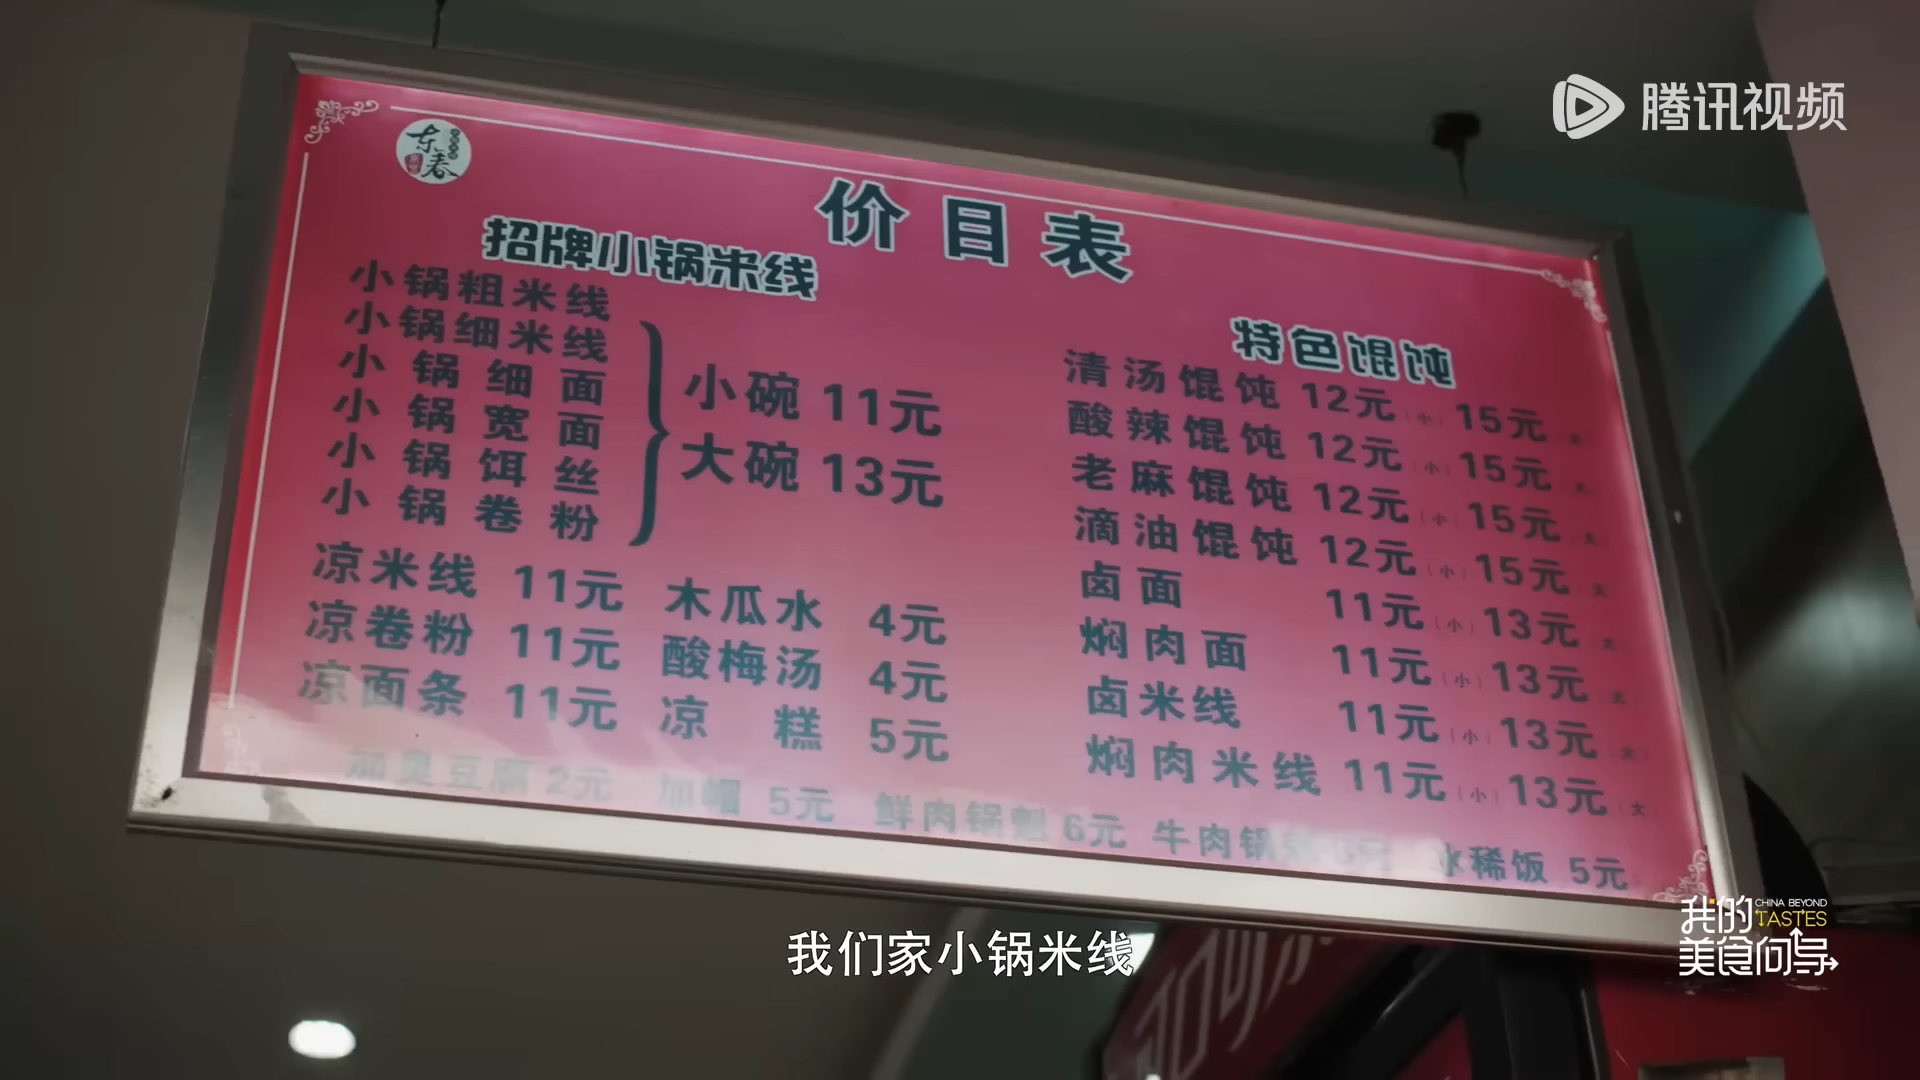 腾讯视频
东春
价目表
招牌小锅米线
小锅粗米线
小锅细米线
小锅细面
小锅宽面
小锅饵丝
小锅卷粉
小碗 11元
大碗 13元
凉米线 11元 木瓜水 4元
凉卷粉 11元 酸梅汤 4元
凉面条 11元 凉糕 5元
特色馄饨
清汤馄饨 12元(小) 15元(大)
酸辣馄饨 12元(小) 15元(大)
老麻馄饨 12元(小) 15元(大)
滴油馄饨 12元(小) 15元(大)
卤面 11元(小) 13元(大)
焖肉面 11元(小) 13元(大)
卤米线 11元(小) 13元(大)
焖肉米线 11元(小) 13元(大)
加臭豆腐 2元 加帽 5元 鲜肉锅魁 6元 牛肉锅 冰稀饭 5元
我们家小锅米线
我的美食向导
CHINA BEYOND
TASTES